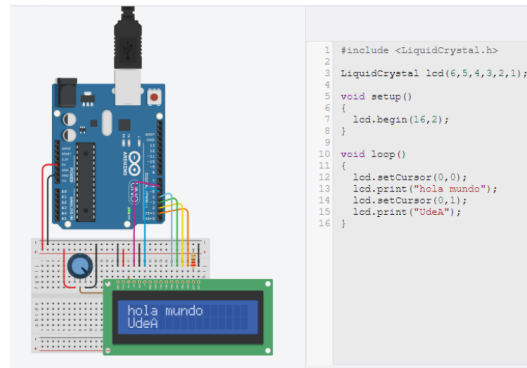 1 #include <LiquidCrystal.h>
2
3 LiquidCrystal lcd(6,5,4,3,2,1);
4
5 void setup()
6 {
7 lcd.begin(16,2);
8 }
9
10 void loop()
11 {
12 lcd.setCursor(0,0);
13 lcd.print("hola mundo");
14 lcd.setCursor(0,1);
15 lcd.print("UdeA");
16 }
ARDUINO
hola mundo
UdeA